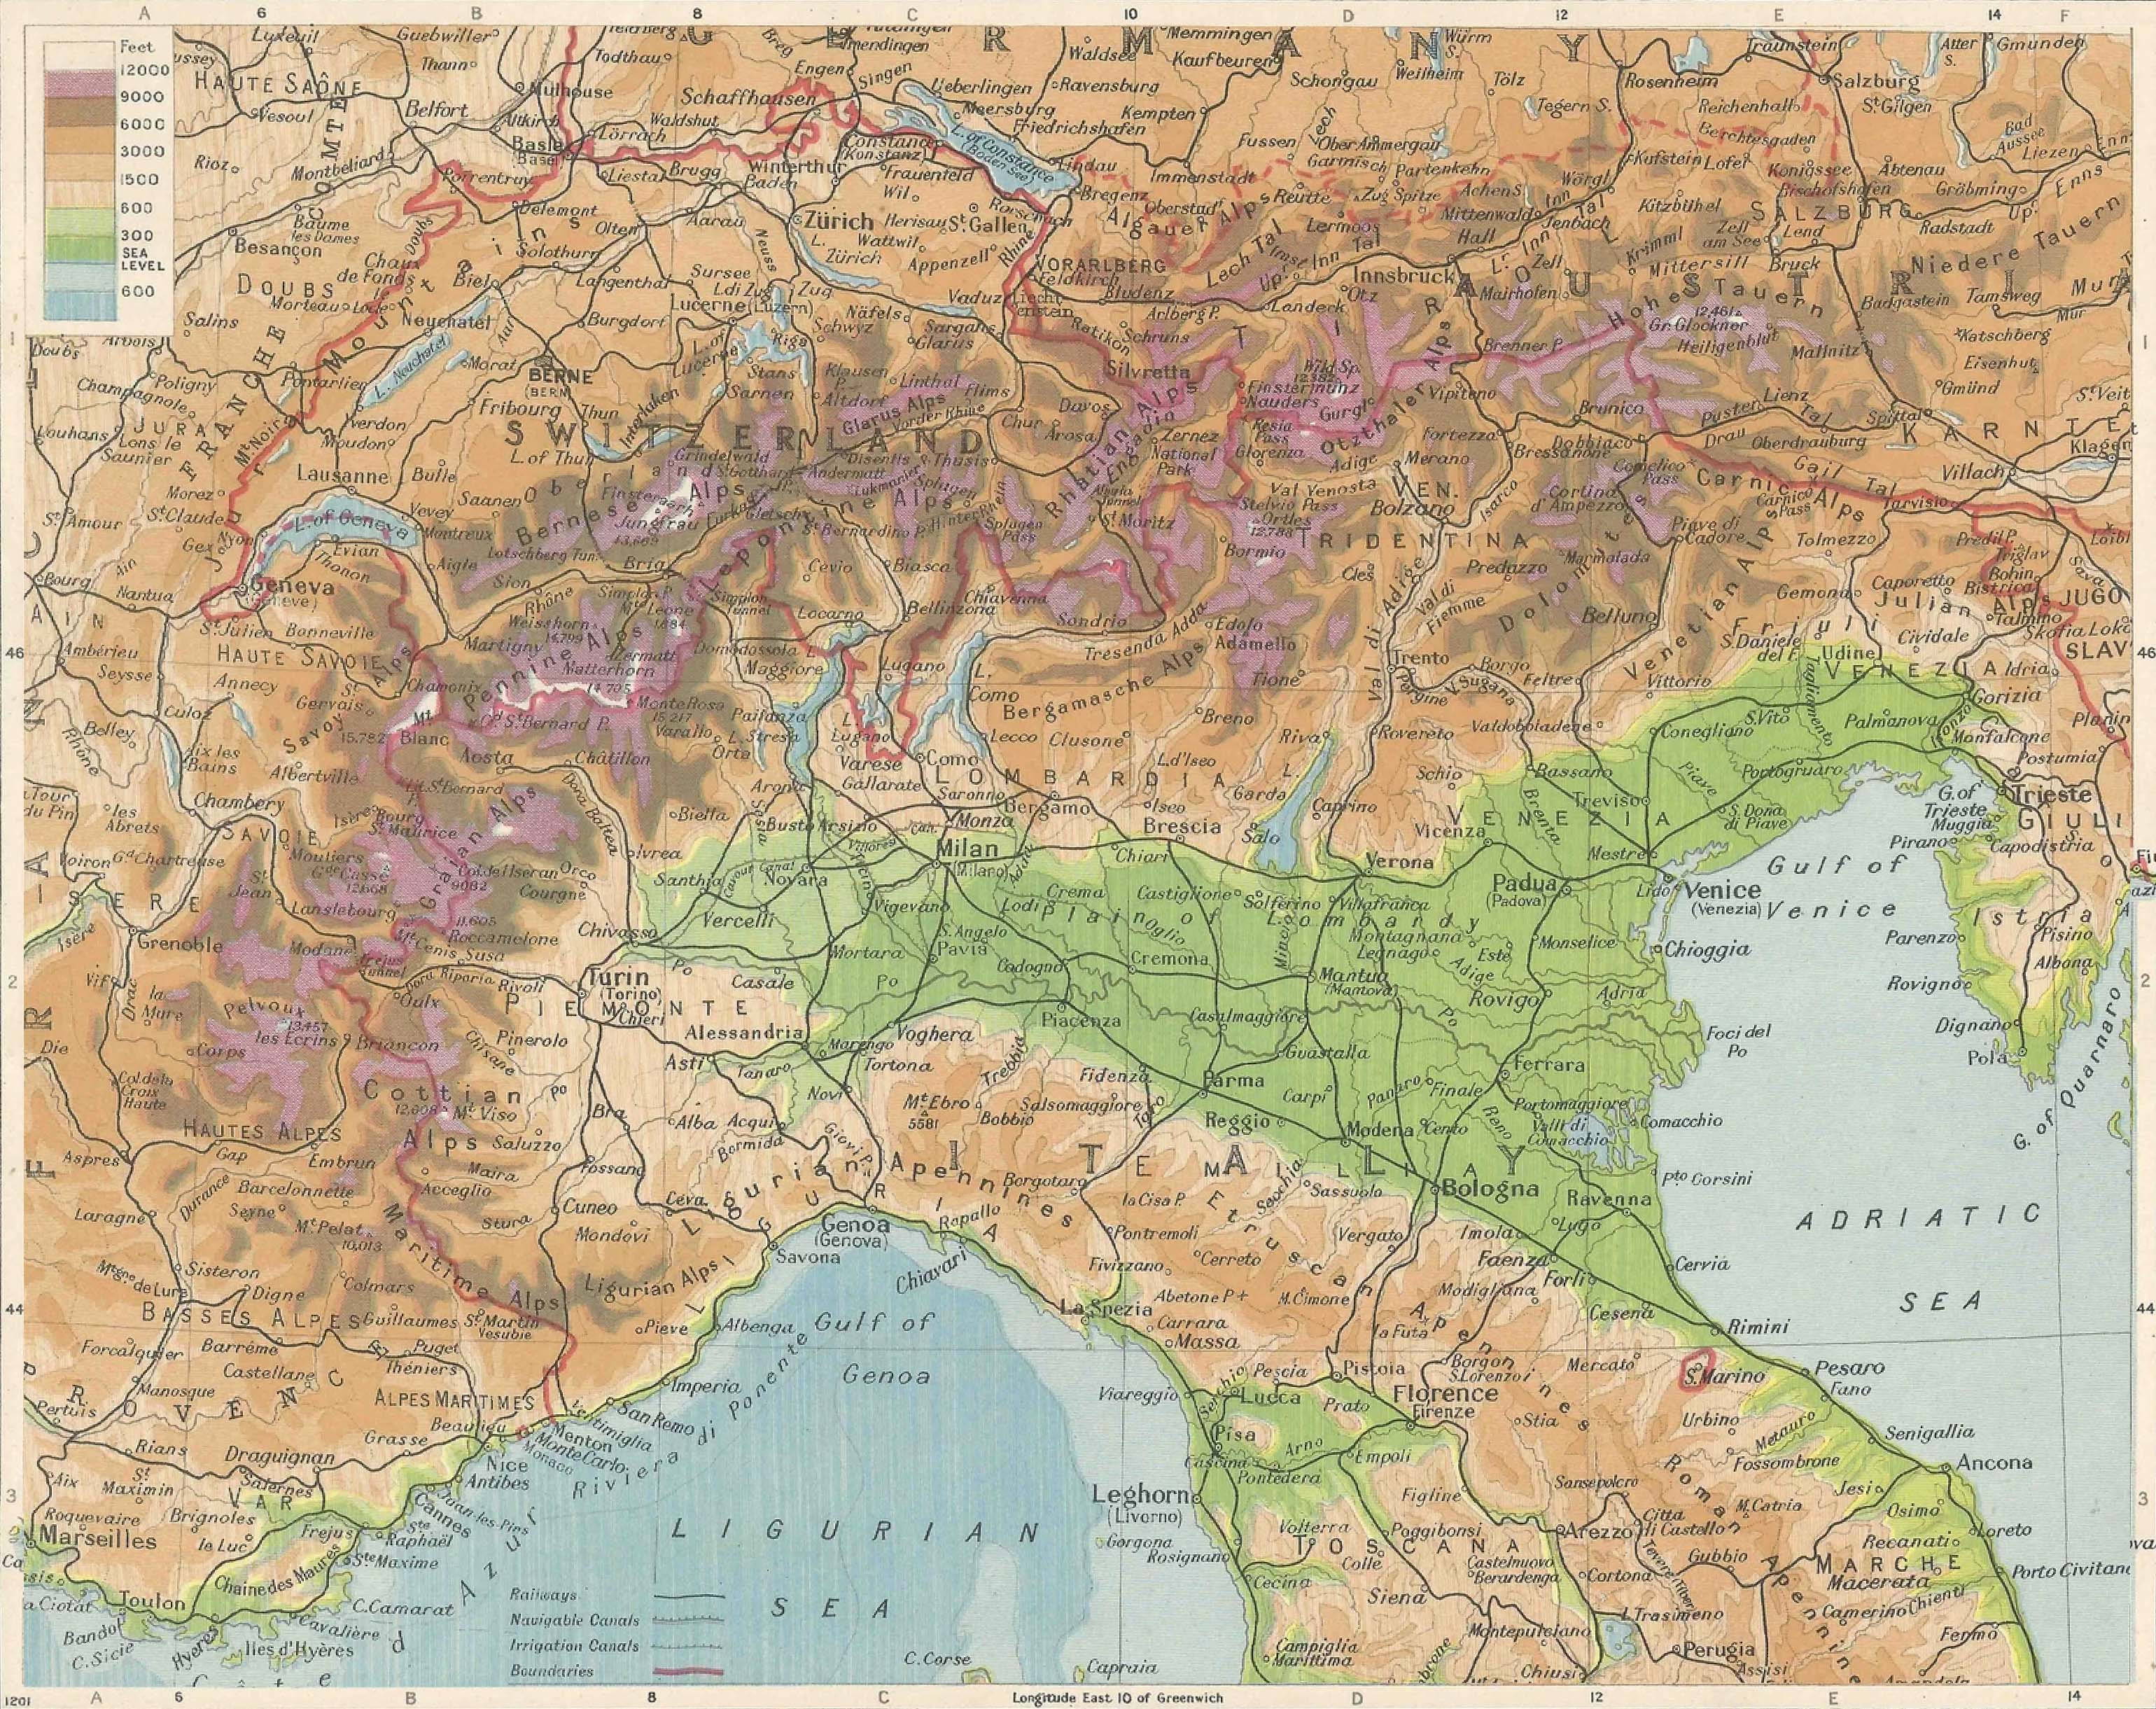 A 6 B 8 C 10 D 12 E 14 F
Feet
12000
9000
6000
3000
1500
600
300
SEA
LEVEL
600
GERMANY
Luxeuil
Guebwiller
Thann
Todthau
Breg
Engen
Singen
Waldsee
Memmingen
Kaufbeuren
Schongau
Würm
S.
Weilheim
Tölz
Rosenheim
Traunstein
Salzburg
Atter
S.
Gmunden
HAUTE SAÔNE
Vesoul
Belfort
Mulhouse
Altkirch
Schaffhausen
Waldshut
Lörrach
Ueberlingen
Meersburg
Friedrichshafen
Ravensburg
Kempten
Tegern S.
Reichenhall
St. Gilgen
Berchtesgaden
Rioz
Montbéliard
Basle
(Basel)
Porrentruy
Liestal
Brugg
Winterthur
Baden
Constance
(Konstanz)
L. of Constance
(Boden See)
Frauenfeld
Wil
Lindau
Bregenz
Immenstadt
Fussen
Lech
Ober Ammergau
Garmisch Partenkehn
Kufstein
Lofer
Königssee
Bischofshofen
Abtenau
Bad
Aussee
Liezen
Gröbming
Enns
Besançon
Baume
les Dames
Delemont
Solothurn
Olten
Aarau
Zürich
Herisau
St. Gallen
Rorschach
Algauer Alps
Oberstad
Reutte
Zug Spitze
Achen S.
Wörgl
Mittenwald
Inn Tal
Jenbach
Kitzbühel
SALZBURG
Radstadt
DOUBS
Chaux
de Fonds
Morteau
Locle
Biel
Langenthal
Sursee
L.
Zürich
Wattwil
Appenzell
Rhine
VORARLBERG
Feldkirch
Bludenz
Lech Tal
Imst
Lermoos
Innsbruck
Hall
Zell
Krimml
Zell
am See
Lend
Mittersill
Bruck
Niedere Tauern
Salins
Neuchatel
L. Neuchatel
Burgdorf
Lucerne (Luzern)
Zug
Schwyz
Näfels
Vaduz
Liecht
enstein
Ratikon
Arlberg P.
Landeck
Otz
Mairhofen
AUSTRIA
Hohe Tauern
12,461
Gr. Glockner
Heiligenblut
Mallnitz
Badgastein
Tamsweg
Mur
Katschberg
Eisenhut
Doubs
Arbois
Champagnole
Poligny
Pontarlier
Morat
BERNE
(BERN)
L. of
Lucerne
Riga
Stans
Sarnen
Sargans
Glarus
Klausen
P.
Linthal
Flims
Schruns
Silvretta
Wild Sp.
Finstermunz
Nauders
Gurgl
Otzthaler Alps
Brenner P.
Vipiteno
Brunico
Lienz
Spittal
Gmünd
St. Veit
KARNTEN
Louhans
JURA
Lons le
Saunier
Mt. Noir
Yverdon
Moudon
Fribourg
Thun
Interlaken
SWITZERLAND
Altdorf
Glarus Alps
Vorder Rhine
Chur
Davos
Arosa
Rhätian Alps
Engadin
Zernez
National
Park
Resia
Pass
Glorenza
Fortezza
Dobbiaco
Bressanone
Pusters Tal
Drau
Oberdrauburg
Klagen
Lausanne
Bulle
L. of Thun
Grindelwald
St. Gotthard
Andermatt
Disentis
Thusis
Lukmanier
Splugen
Adige
Merano
Comelico
Pass
Gail Tal
Villach
Carnic Alps
Tarvisio
Morez
St. Claude
Gex
Nyon
L. of Geneva
Vevey
Montreux
Evian
Thonon
Saanen
Bernese Oberland
Finsteraarh
Jungfrau
13,669
Furka
Gletsch
Lepontine Alps
St. Bernardino P.
Hinter Rhein
Splugen
Pass
Albula
Tunnel
St. Moritz
Val Venosta
Stelvio Pass
Ortles
12,788
VEN.
Bolzano
Isarco
Cortina
d'Ampezzo
Pieve di
Cadore
Carnico
Pass
Tolmezzo
Predil P.
Triglav
TRIDENTINA
Bourg
Ain
Nantua
Geneva
(Genève)
St. Julien
Bonneville
Aigle
Lotschberg Tun.
Sion
Brig
Rhône
Simplon P.
Mt. Leone
Simplon
Tunnel
Cevio
Biasca
Chiavenna
Bormio
Cles
Predazzo
Marmolada
Dolomites
Belluno
Venetian Alps
Gemona
Caporetto
Bohin
Bistrica
Julian Alps
JUGO
SLAV
Skofia Loka
46
AIN
Ambérieu
HAUTE SAVOIE
Martigny
Weisshorn
14,799
Pennine Alps
Zermatt
Matterhorn
14,705
Domodossola
Locarno
Bellinzona
Maggiore
Lugano
Sondrio
Tresenda
Adda
Edolo
Adamello
Val di
Fiemme
Friuli
S. Daniele
del F.
Udine
Cividale
Tolmino
Seyssel
Annecy
St.
Gervais
Chamonix
Mt.
Blanc
15,782
Gd. St. Bernard P.
Monte Rosa
15,217
Varallo
Pallanza
L. Stresa
Orta
L.
Lugano
L.
Como
Bergamasche Alps
Tione
Trento
Pergine
V. Sugana
Borgo
Feltre
Vittorio
VENEZIA
GIULI
Gorizia
Idria
Culoz
Belley
Rhône
Aix les
Bains
Savoy Alps
Albertville
Aosta
Châtillon
Varese
Como
Lecco
Clusone
Breno
Riva
Rovereto
Val di Adige
Valdobbiadene
Conegliano
S. Vito
Tagliamento
Palmanova
Isonzo
Monfalcone
Postumia
Planin
la Tour
du Pin
les
Abrets
Chambery
SAVOIE
Isère
Bourg
St. Maurice
Lit. St. Bernard
P.
Dora Baltea
Biella
Arona
Gallarate
Saronno
LOMBARDIA
Bergamo
L. d'Iseo
Iseo
L.
Garda
Caprino
Schio
Bassano
Piave
Portogruaro
G. of
Trieste
Muggia
Trieste
Treviso
S. Dona
di Piave
Pirano
Capodistria
Voiron
Gde Chartreuse
Mouliers
Gde Casse
12,668
Graian Alps
Col de l'Iseran
9082
Orco
Courgne
Ivrea
Sesia
Busto Arsizio
Monza
Brescia
Salo
Vicenza
VENEZIA
Brenta
Mestre
Gulf of
Venice
ISERE
St.
Jean
Lanslebourg
Santhia
Cavour Canal
Novara
Villoresi
Can.
Ticino
Milan
(Milano)
Adda
Chiari
Verona
Padua
(Padova)
Lido
Venice
(Venezia)
Isère
Grenoble
Modane
11,605
Roccamelone
Mt. Cenis
Susa
Chivasso
Vercelli
Vigevano
Lodi
Crema
Plain of Lombardy
Castiglione
Solferino
Villafranca
Oglio
Mincio
Montagnana
Legnago
Este
Monselice
Chioggia
Istria
Parenzo
Pisino
Albona
Vif
Drac
la
Mure
Frejus
Tunnel
Dora Riparia
Rivoli
Turin
(Torino)
Po
Casale
Mortara
S. Angelo
Pavia
Codogno
Cremona
Mantua
(Mantova)
Adige
Rovigo
Adria
Rovigno
Pelvoux
13,457
les Ecrins
Corps
Oulx
Briançon
PIEMONTE
Chieri
Pinerolo
Chisane
Alessandria
Asti
Tanaro
Marengo
Tortona
Voghera
Piacenza
Casalmaggiore
Guastalla
Po
Foci del
Po
Dignano
Pola
G. of Quarnaro
Die
Col de la
Croix
Haute
Cottian
Alps
12,608
Mt. Viso
Po
Bra
Novi
Trebbia
Fidenza
Parma
Ferrara
HAUTES ALPES
Aspres
Gap
Embrun
Saluzzo
Alba
Acqui
Bormida
Mt. Ebro
5581
Bobbio
Salsomaggiore
Taro
Reggio
Carpi
Panaro
Finale
Modena
Cento
Reno
Portomaggiore
Valli di
Comacchio
Comacchio
ITALY
EMILIA
Durance
Barcelonnette
Seyne
Laragne
Mt. Pelat
10,013
Acceglio
Maira
Fossano
Cuneo
Stura
Mondovi
Ceva
Giovi P.
Ligurian Apennines
Borgotaro
la Cisa P.
Secchia
Sassuolo
Bologna
Ravenna
Pto Corsini
Genoa
(Genova)
Rapallo
Savona
Chiavari
LIGURIA
Pontremoli
Cerreto
Etruscan Apennines
Vergato
Imola
Lugo
Faenza
Forli
Cervia
ADRIATIC
SEA
Sisteron
Mtgne de Lure
BASSES ALPES
Digne
Colmars
Maritime Alps
Ligurian Alps
Fivizzano
Abetone P
M. Cimone
Modigliana
Cesena
44
Guillaumes
St. Martin
Vesubie
Pieve
Albenga
Gulf of
Genoa
La Spezia
Carrara
Massa
la Futa
Rimini
Forcalquier
Barrême
Puget
Théniers
Castellane
Manosque
Pertuis
PROVENCE
ALPES MARITIMES
Imperia
Serchio
Pescia
Pistoia
Borgo
S. Lorenzo
Mercato
S. Marino
Pesaro
Fano
Viareggio
Lucca
Prato
Florence
Firenze
Stia
Urbino
Metauro
Senigallia
Beaulieu
Menton
Ventimiglia
San Remo
Monte Carlo
Monaco
Riviera di Ponente
Rians
Draguignan
Grasse
Nice
Antibes
Pisa
Arno
Cascina
Pontedera
Empoli
Fossombrone
Ancona
Aix
St
Maximin
Salernes
VAR
Cannes
Juan-les-Pins
Leghorn
(Livorno)
Figline
Sansepolcro
Roman Apennines
M. Catria
Jesi
Osimo
Roquevaire
Brignoles
le Luc
Frejus
Ste
Raphaël
Marseilles
LIGURIAN
SEA
Gorgona
Rosignano
Volterra
Poggibonsi
TOSCANA
Colle
Arezzo
Citta
di Castello
Gubbio
Recanati
Loreto
MARCHE
Macerata
Porto Civitano
Chaine des Maures
Ste Maxime
Cecina
Castelnuovo
Berardenga
Cortona
Tevere (Tiber)
Camerino
Chienti
la Ciotat
Toulon
C. Camarat
Cavalière
Siena
L. Trasimeno
Fermo
Bandol
C. Sicie
Hyeres
Iles d'Hyères
Côte d'Azur
Railways
Navigable Canals
Irrigation Canals
Boundaries
C. Corse
Capraia
Campiglia
Marittima
Montepulciano
Chiusi
Perugia
Assisi
1201 A 6 B 8 C Longitude East 10 of Greenwich D 12 E 14